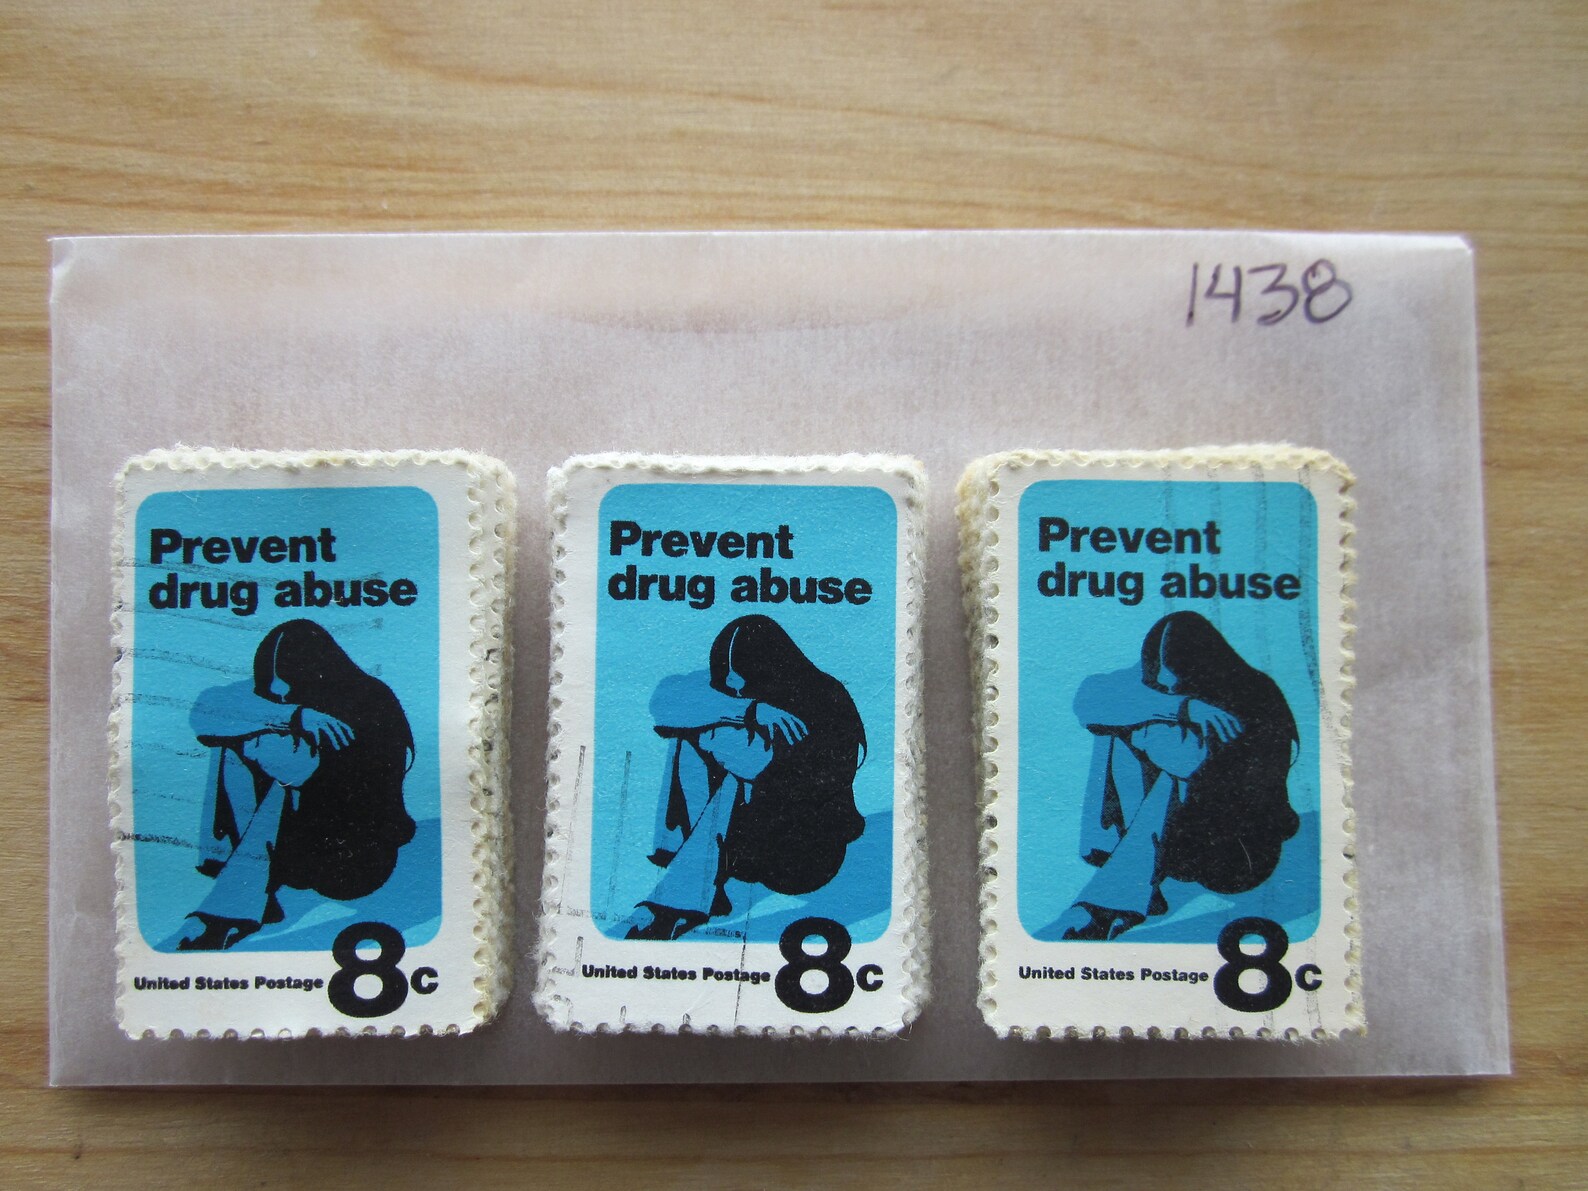 1438
Prevent
drug abuse
United States Postage 8c
Prevent
drug abuse
United States Postage 8c
Prevent
drug abuse
United States Postage 8c